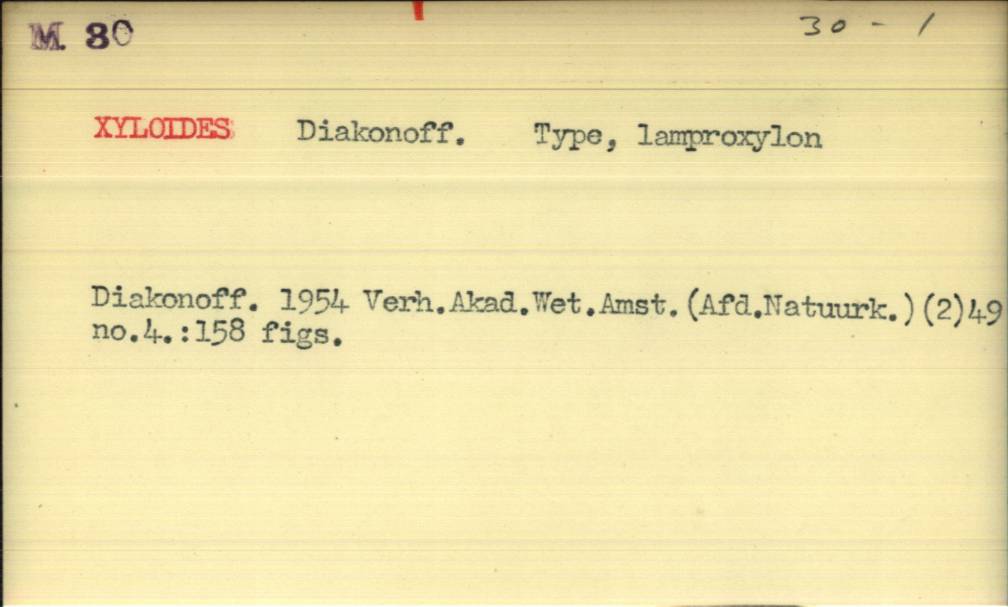 M. 30 30 - 1
XYLOIDES Diakonoff. Type, lamproxylon
Diakonoff. 1954 Verh.Akad.Wet.Amst.(Afd.Natuurk.)(2)49
no.4.:158 figs.